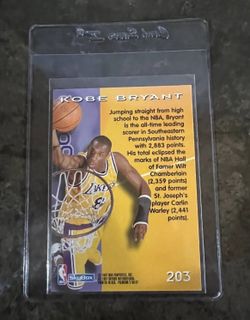 KOBE BRYANT
Jumping straight from high
school to the NBA, Bryant
is the all-time leading
scorer in Southeastern
Pennsylvania history
with 2,883 points.
His total eclipsed the
marks of NBA Hall
of Famer Wilt
Chamberlain
(2,359 points)
and former
St. Joseph's
player Carlin
Warley (2,441
points).
203
NBA
SkyBox